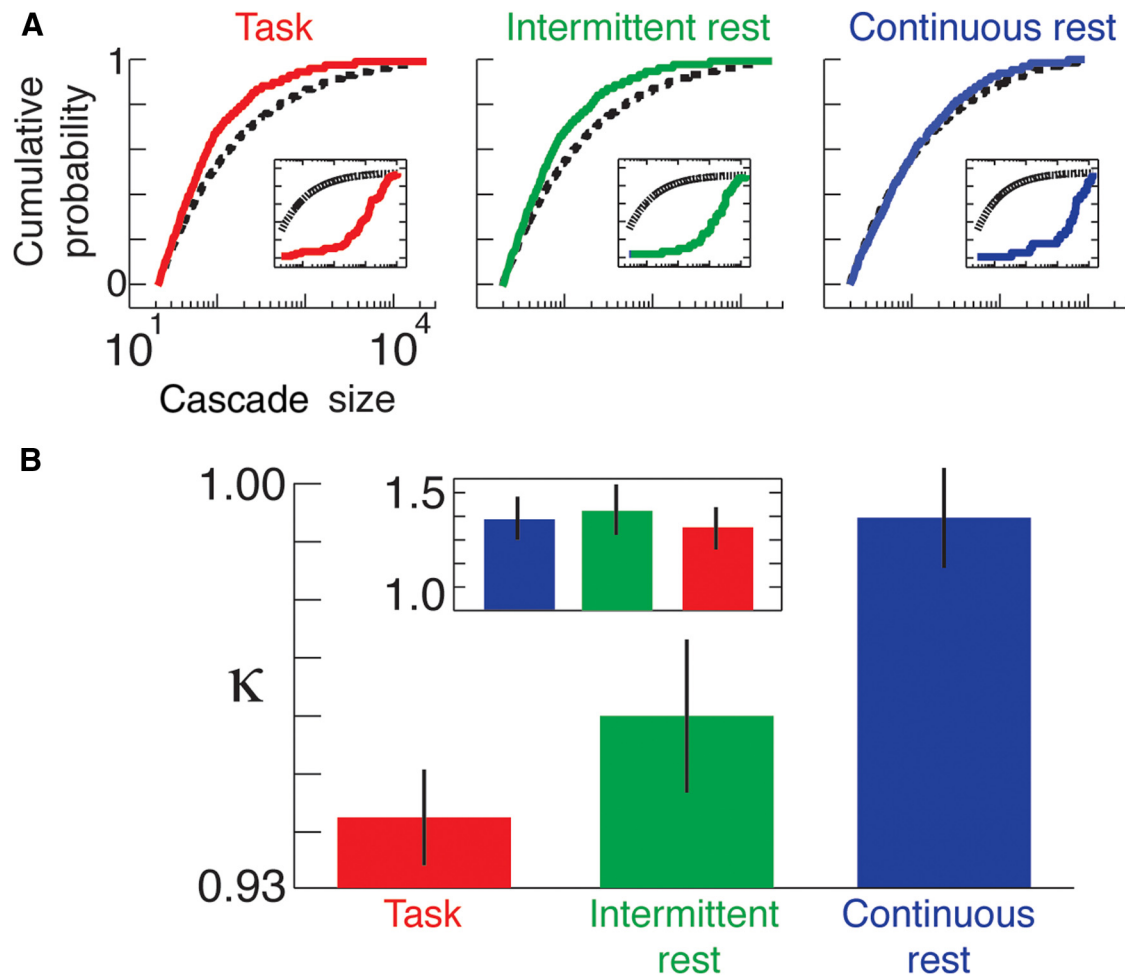 A
Task
Intermittent rest
Continuous rest
Cumulative
probability
1
0
10^1
10^4
Cascade size
B
κ
1.00
0.93
1.5
1.0
Task
Intermittent
rest
Continuous
rest